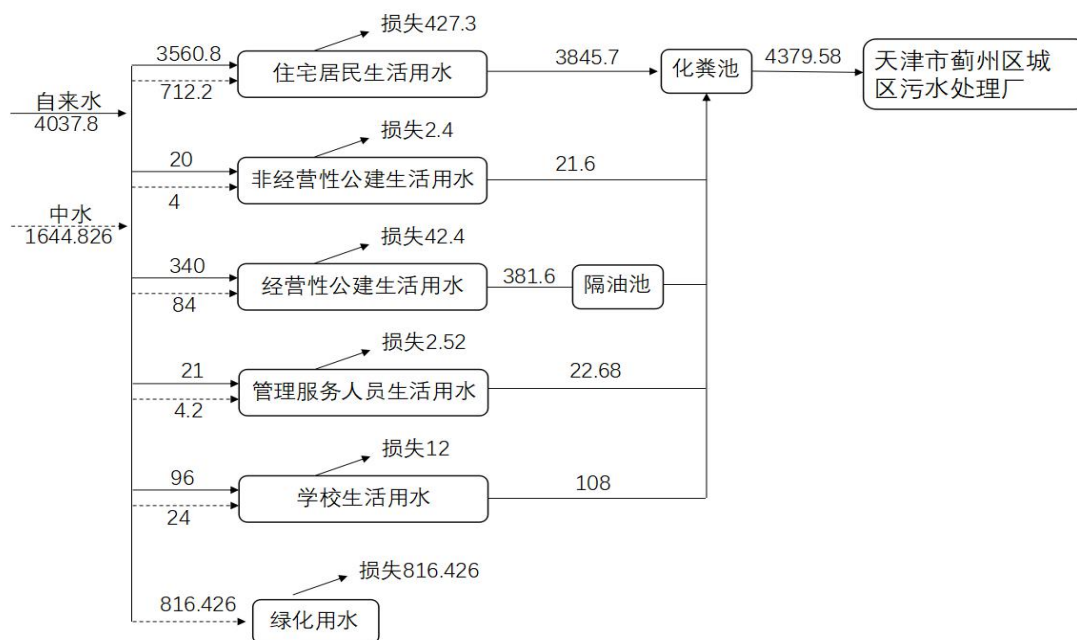 损失427.3
3560.8
住宅居民生活用水
3845.7
化粪池
4379.58
天津市蓟州区城
区污水处理厂
712.2
自来水
4037.8
损失2.4
20
非经营性公建生活用水
21.6
4
中水
1644.826
损失42.4
340
经营性公建生活用水
381.6
隔油池
84
损失2.52
21
管理服务人员生活用水
22.68
4.2
损失12
96
学校生活用水
108
24
损失816.426
816.426
绿化用水